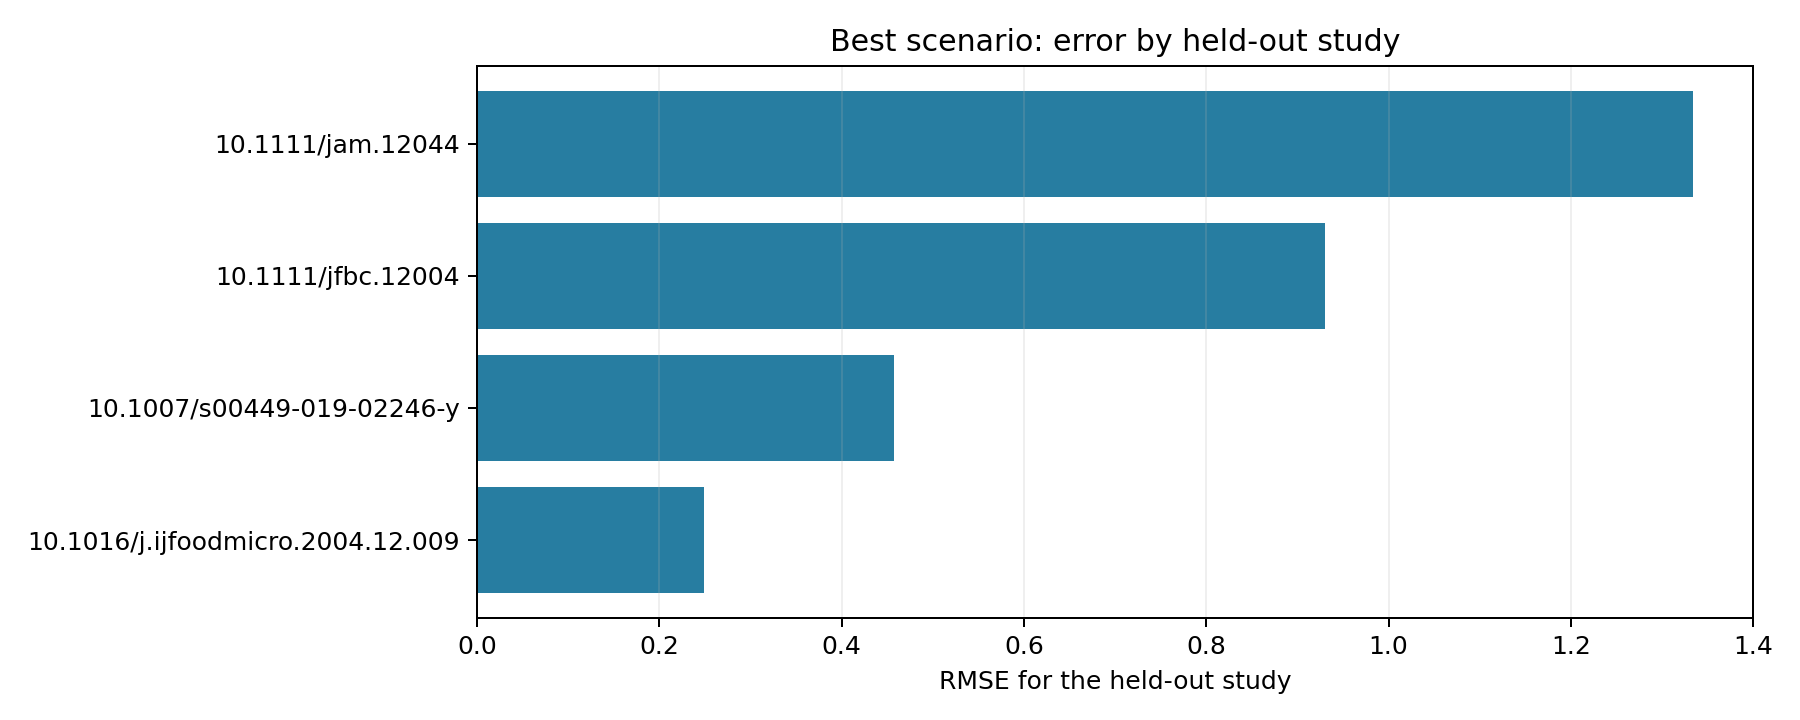 Best scenario: error by held-out study
10.1111/jam.12044
10.1111/jfbc.12004
10.1007/s00449-019-02246-y
10.1016/j.ijfoodmicro.2004.12.009
0.0 0.2 0.4 0.6 0.8 1.0 1.2 1.4
RMSE for the held-out study